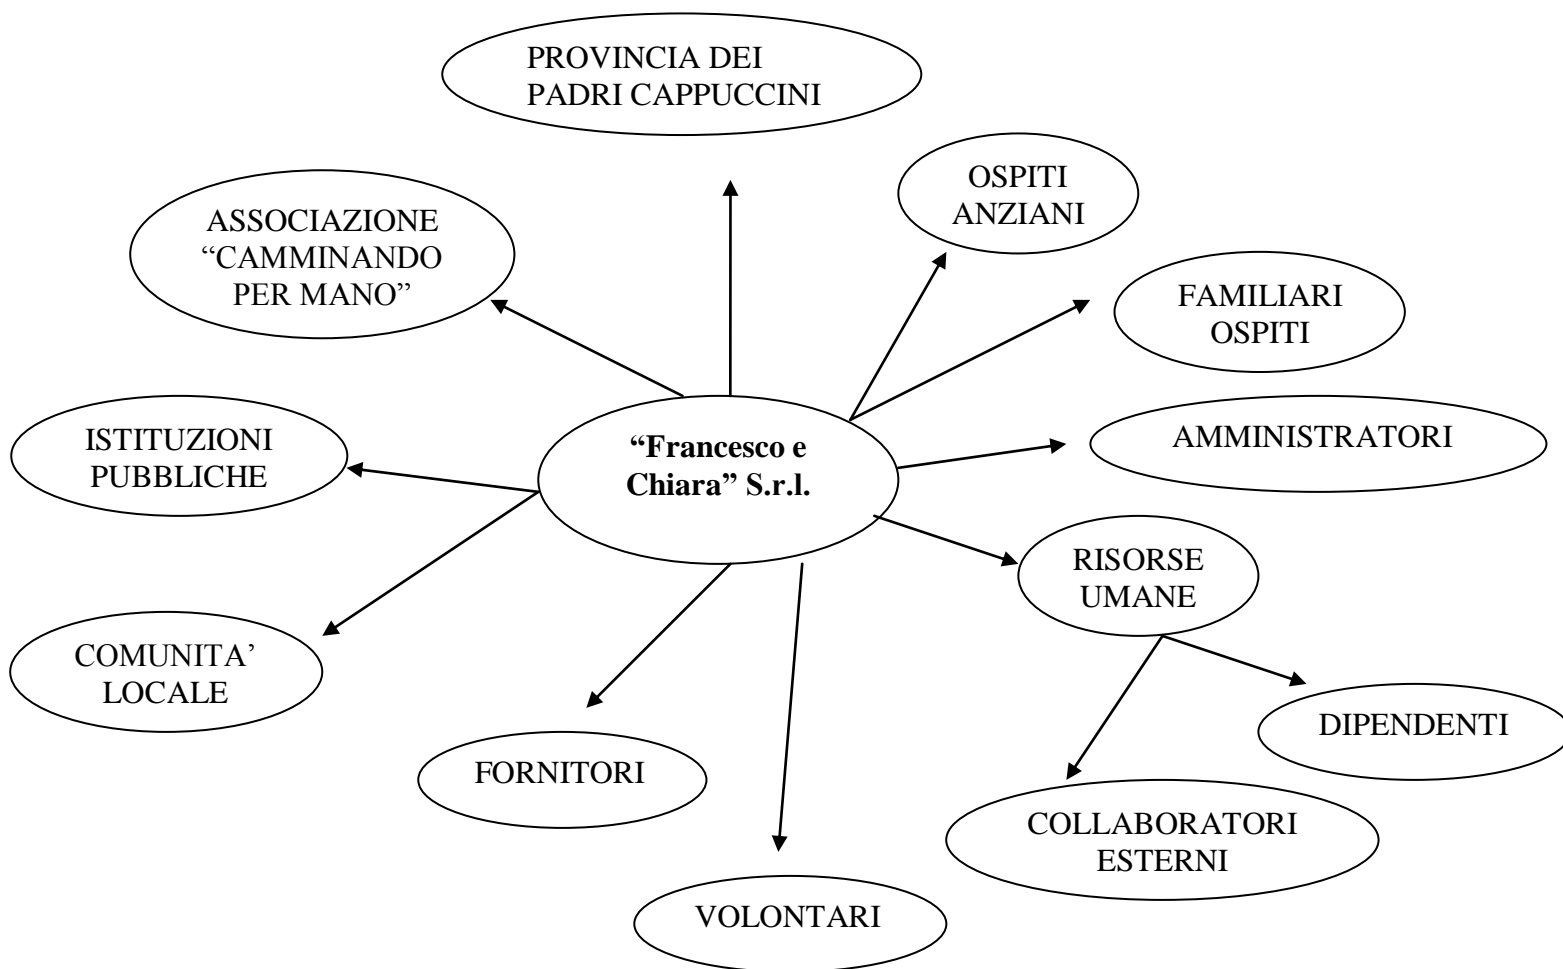 PROVINCIA DEI
PADRI CAPPUCCINI
OSPITI
ANZIANI
ASSOCIAZIONE
“CAMMINANDO
PER MANO”
FAMILIARI
OSPITI
ISTITUZIONI
PUBBLICHE
“Francesco e
Chiara” S.r.l.
AMMINISTRATORI
RISORSE
UMANE
COMUNITA’
LOCALE
DIPENDENTI
FORNITORI
COLLABORATORI
ESTERNI
VOLONTARI